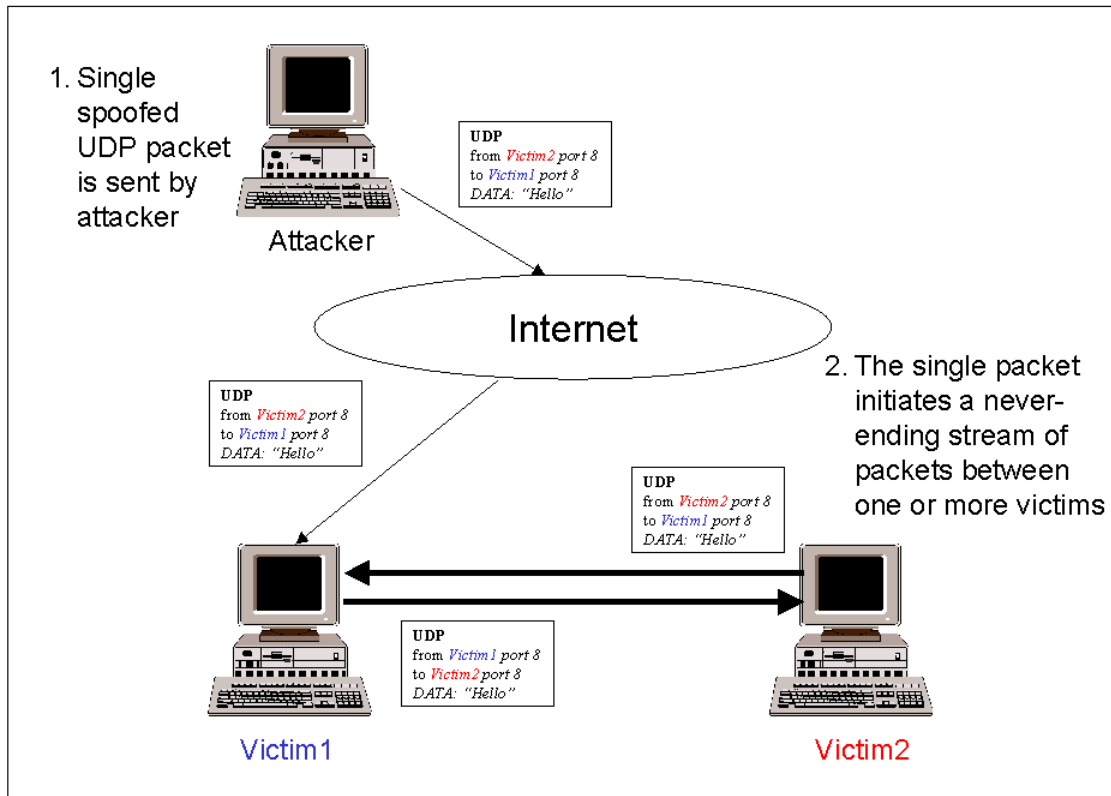 1. Single
spoofed
UDP packet
is sent by
attacker
Attacker
UDP
from Victim2 port 8
to Victim1 port 8
DATA: “Hello”
Internet
UDP
from Victim2 port 8
to Victim1 port 8
DATA: “Hello”
2. The single packet
initiates a never-
ending stream of
packets between
one or more victims
UDP
from Victim2 port 8
to Victim1 port 8
DATA: “Hello”
UDP
from Victim1 port 8
to Victim2 port 8
DATA: “Hello”
Victim1
Victim2